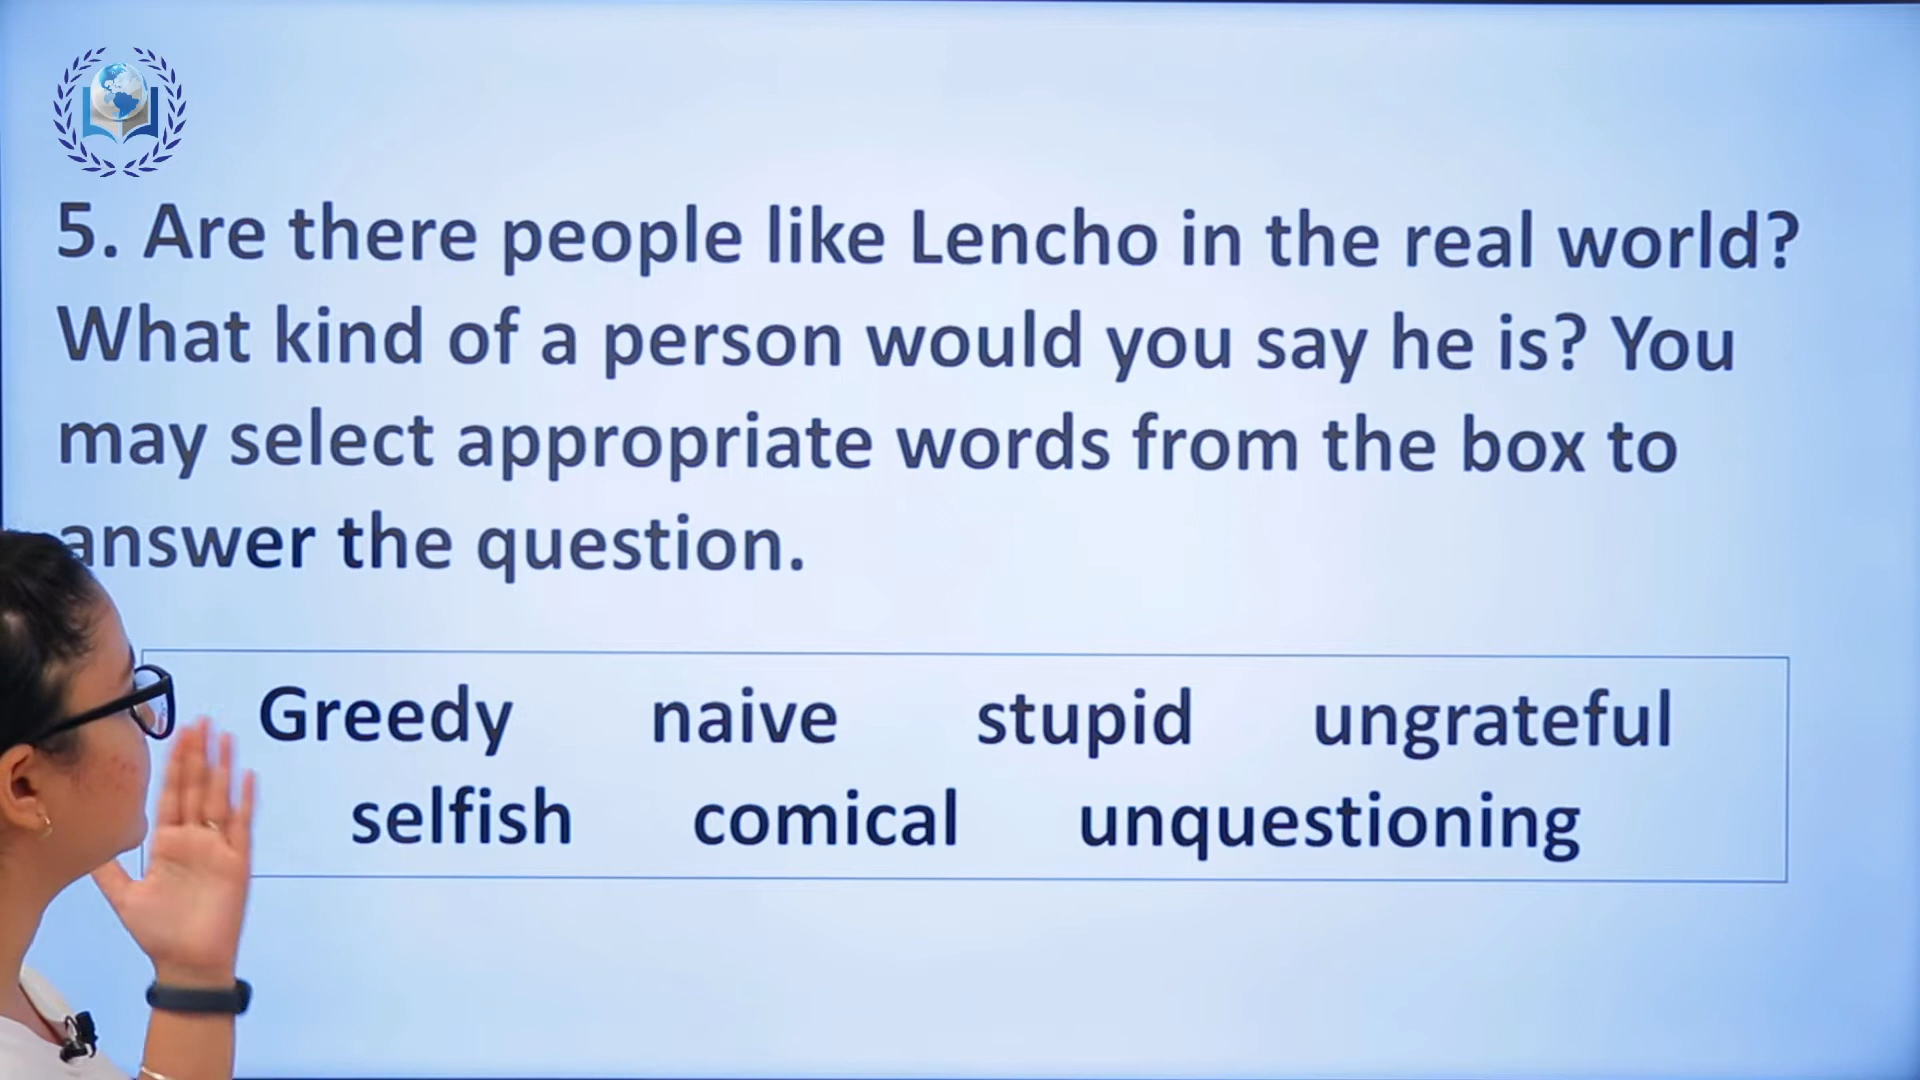 5. Are there people like Lencho in the real world?
What kind of a person would you say he is? You
may select appropriate words from the box to
answer the question.
Greedy naive stupid ungrateful
selfish comical unquestioning